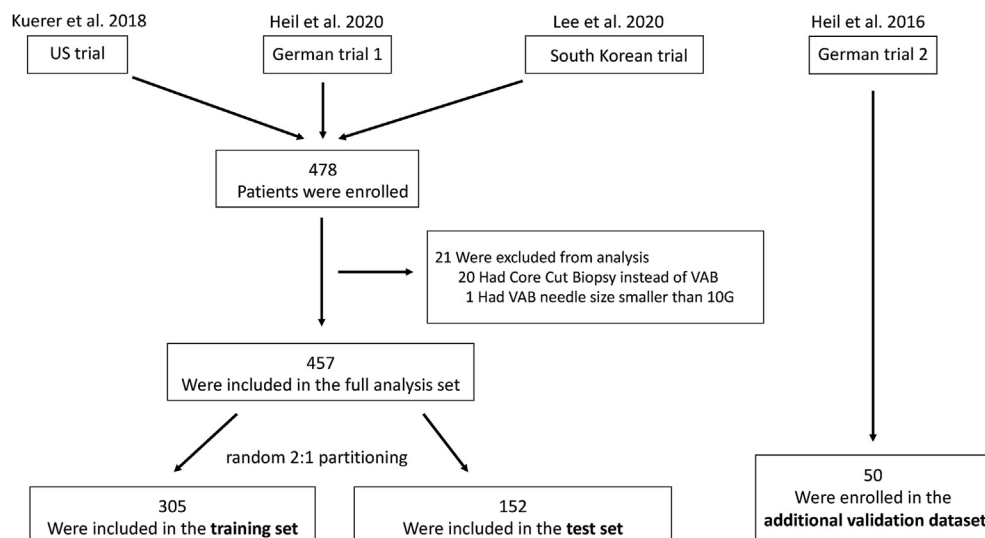 Kuerer et al. 2018
US trial
Heil et al. 2020
German trial 1
Lee et al. 2020
South Korean trial
Heil et al. 2016
German trial 2
478
Patients were enrolled
21 Were excluded from analysis
20 Had Core Cut Biopsy instead of VAB
1 Had VAB needle size smaller than 10G
457
Were included in the full analysis set
random 2:1 partitioning
305
Were included in the training set
152
Were included in the test set
50
Were enrolled in the
additional validation dataset